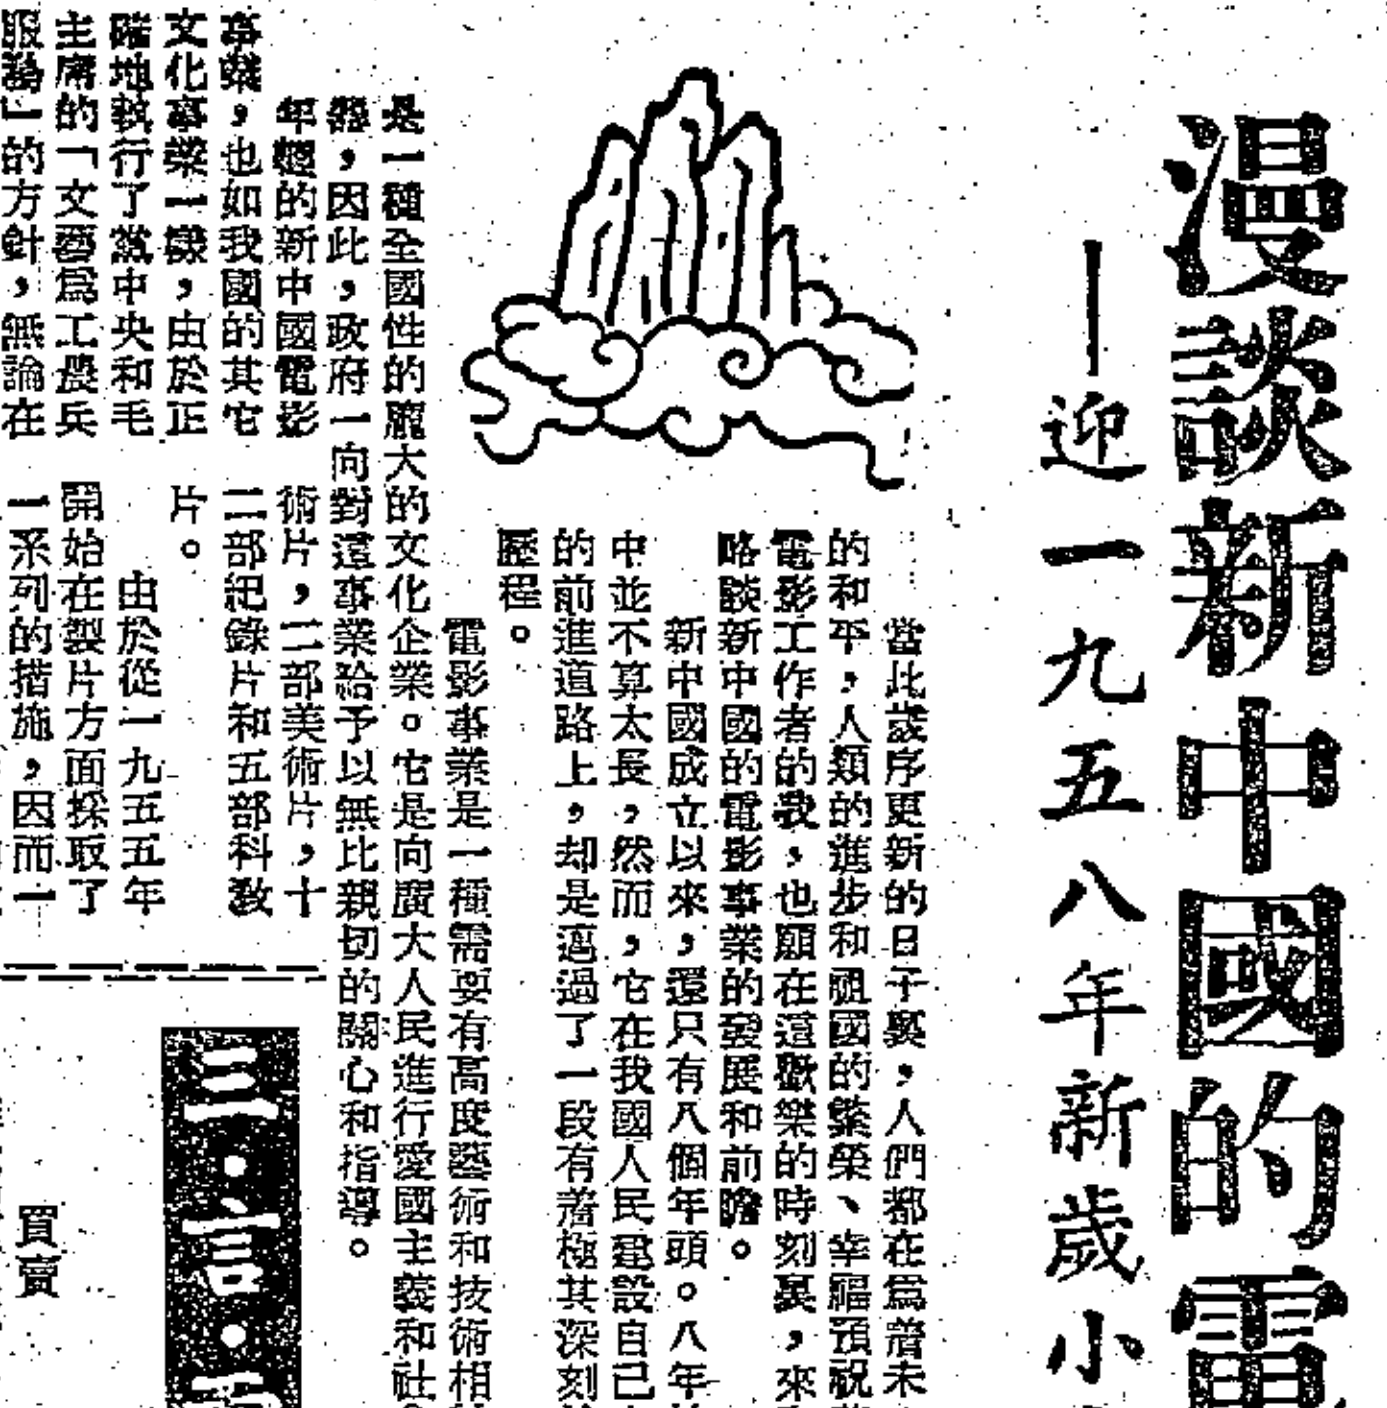 漫談新中國的電
——迎一九五八年新歲小
當此歲序更新的日子裏，人們都在爲着未
的和平，人類的進步和祖國的繁榮、幸福預祝
電影工作者的我，也願在這歡樂的時刻裏，來
略談新中國的電影事業的發展和前瞻。
新中國成立以來，還只有八個年頭。八年
中並不算太長，然而，它在我國人民建設自己
的前進道路上，却是邁過了一段有着極其深刻
歷程。
電影事業是一種需要有高度藝術和技術相
是一種全國性的龐大的文化企業。它是向廣大人民進行愛國主義和社
器，因此，政府一向對這事業給予以無比親切的關心和指導。
年輕的新中國電影
事業，也如我國的其它
文化事業一樣，由於正
確地執行了黨中央和毛
主席的「文藝爲工農兵
服務」的方針，無論在
術片，二部美術片，十
二部紀錄片和五部科教
片。
由於從一九五五年
開始在製片方面採取了
一系列的措施，因而一
三·言·
買賣